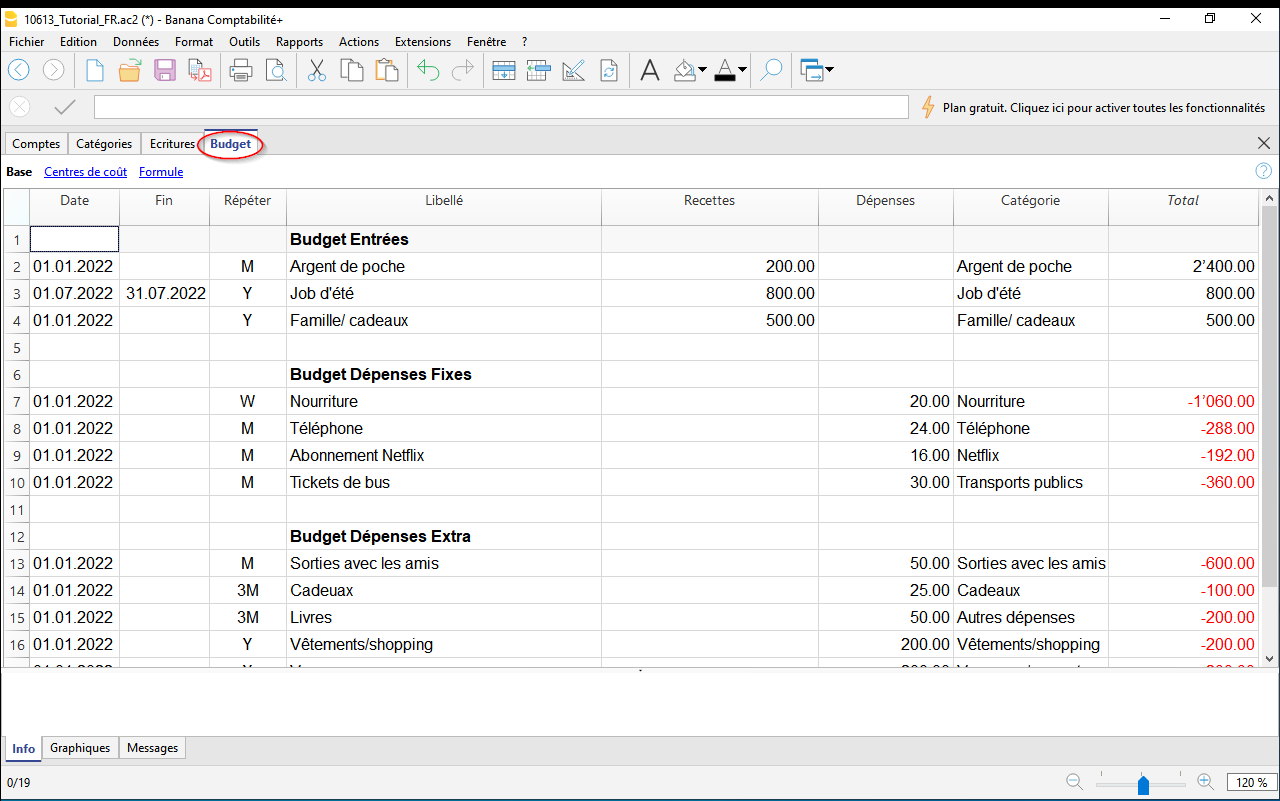 10613_Tutorial_FR.ac2 (*) - Banana Comptabilité+
Fichier Edition Données Format Outils Rapports Actions Extensions Fenêtre ?
Plan gratuit. Cliquez ici pour activer toutes les fonctionnalités
Comptes Catégories Ecritures Budget
Base Centres de coût Formule
Date Fin Répéter Libellé Recettes Dépenses Catégorie Total
1 Budget Entrées
2 01.01.2022 M Argent de poche 200.00 Argent de poche 2’400.00
3 01.07.2022 31.07.2022 Y Job d'été 800.00 Job d'été 800.00
4 01.01.2022 Y Famille/ cadeaux 500.00 Famille/ cadeaux 500.00
5
6 Budget Dépenses Fixes
7 01.01.2022 W Nourriture 20.00 Nourriture -1’060.00
8 01.01.2022 M Téléphone 24.00 Téléphone -288.00
9 01.01.2022 M Abonnement Netflix 16.00 Netflix -192.00
10 01.01.2022 M Tickets de bus 30.00 Transports publics -360.00
11
12 Budget Dépenses Extra
13 01.01.2022 M Sorties avec les amis 50.00 Sorties avec les amis -600.00
14 01.01.2022 3M Cadeuax 25.00 Cadeaux -100.00
15 01.01.2022 3M Livres 50.00 Autres dépenses -200.00
16 01.01.2022 Y Vêtements/shopping 200.00 Vêtements/shopping -200.00
Info Graphiques Messages
0/19 120 %